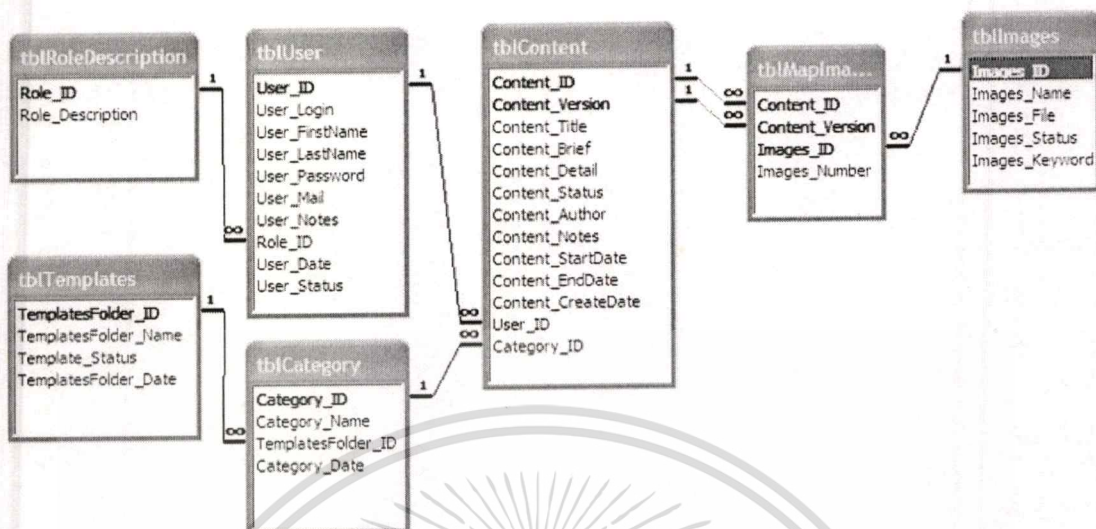 tblRoleDescription
Role_ID
Role_Description
tblUser
User_ID
User_Login
User_FirstName
User_LastName
User_Password
User_Mail
User_Notes
Role_ID
User_Date
User_Status
tblContent
Content_ID
Content_Version
Content_Title
Content_Brief
Content_Detail
Content_Status
Content_Author
Content_Notes
Content_StartDate
Content_EndDate
Content_CreateDate
User_ID
Category_ID
tblMapIma...
Content_ID
Content_Version
Images_ID
Images_Number
tblImages
Images_ID
Images_Name
Images_File
Images_Status
Images_Keyword
tblTemplates
TemplatesFolder_ID
TemplatesFolder_Name
Template_Status
TemplatesFolder_Date
tblCategory
Category_ID
Category_Name
TemplatesFolder_ID
Category_Date
1
∞
1
∞
1
∞
1
∞
1
1
∞
∞
1
∞